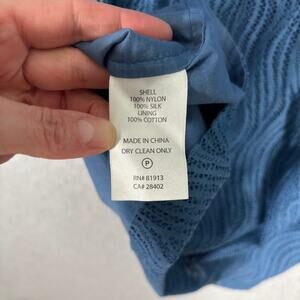 SHELL
100% NYLON
100% SILK
LINING
100% COTTON
MADE IN CHINA
DRY CLEAN ONLY
P
RN# 81913
CA# 28402